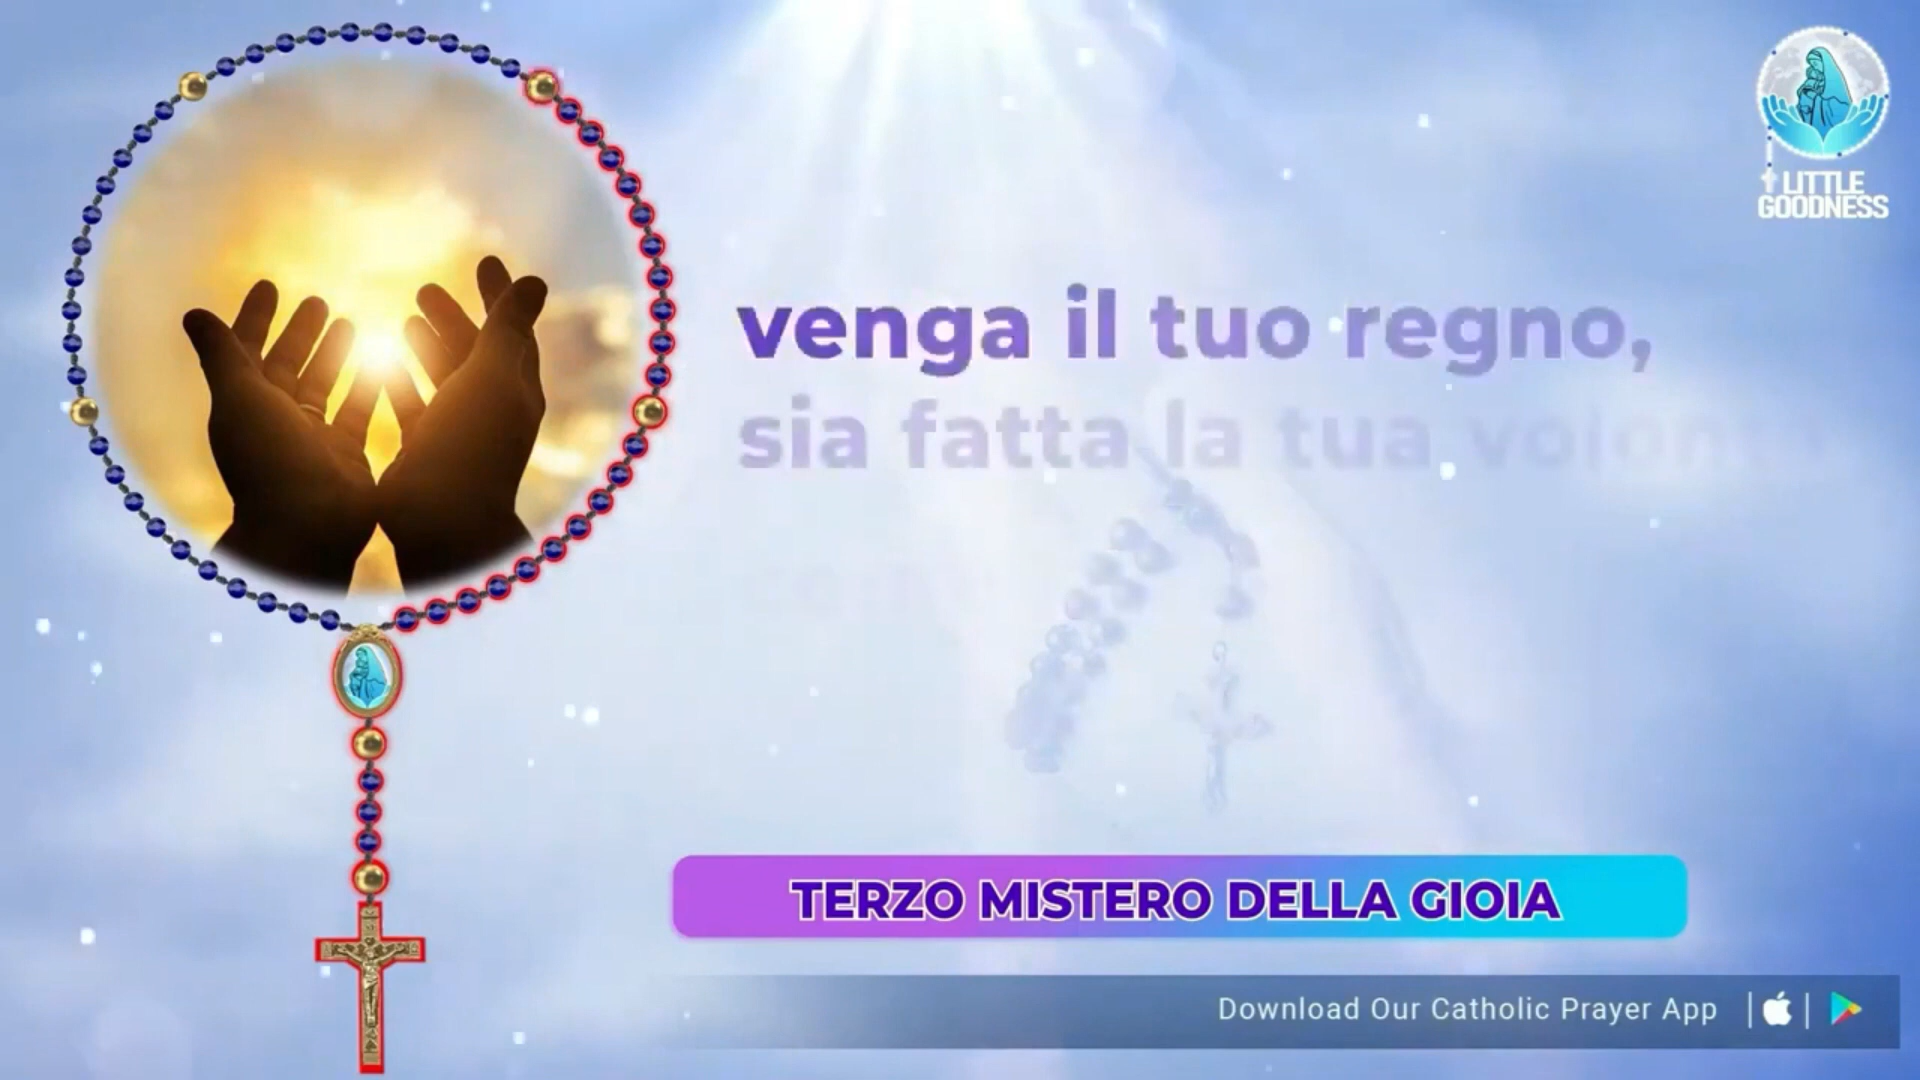 LITTLE
GOODNESS
venga il tuo regno,
sia fatta la tua
TERZO MISTERO DELLA GIOIA
Download Our Catholic Prayer App